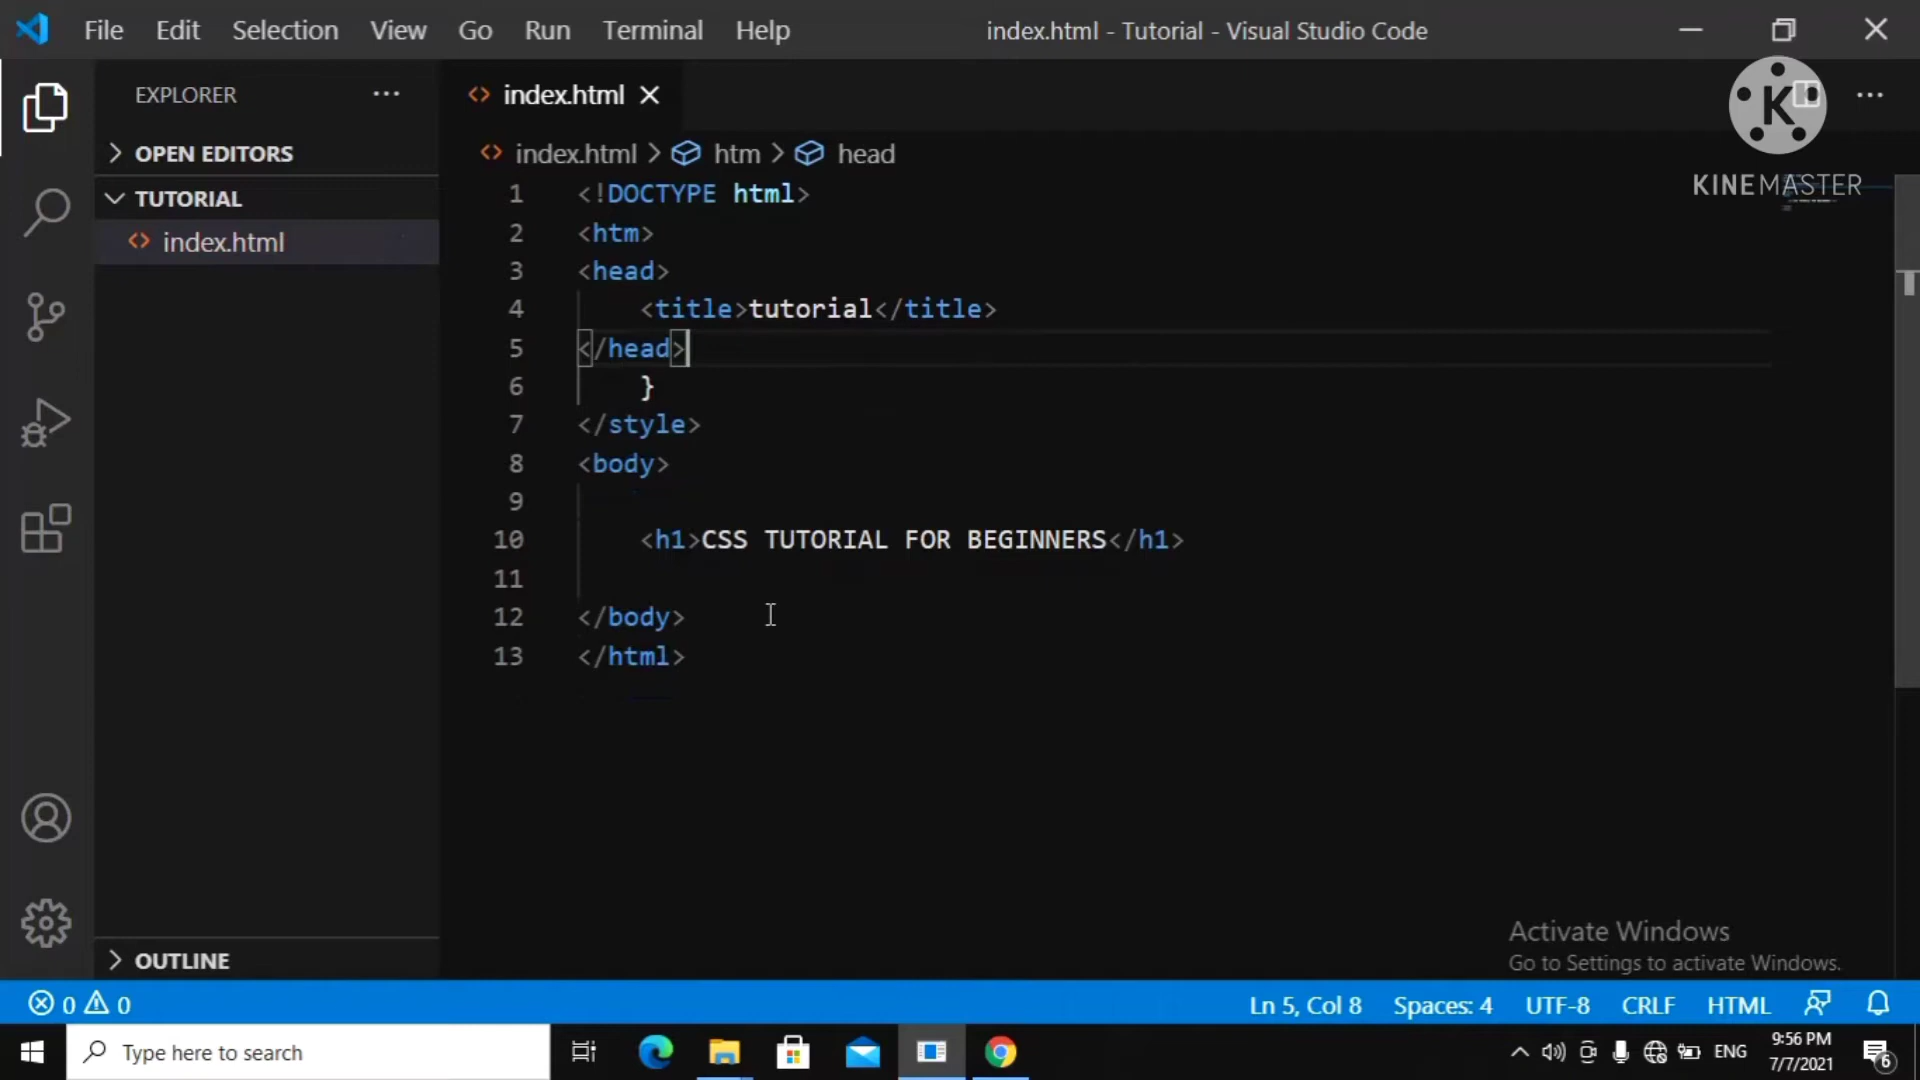 File Edit Selection View Go Run Terminal Help index.html - Tutorial - Visual Studio Code
EXPLORER
index.html
K
KINEMASTER
OPEN EDITORS
index.html > htm > head
TUTORIAL
index.html
1 <!DOCTYPE html>
2 <htm>
3 <head>
4 <title>tutorial</title>
5 </head>
6 }
7 </style>
8 <body>
9
10 <h1>CSS TUTORIAL FOR BEGINNERS</h1>
11
12 </body>
13 </html>
OUTLINE
Activate Windows
Go to Settings to activate Windows.
0 0 Ln 5, Col 8 Spaces: 4 UTF-8 CRLF HTML
Type here to search
ENG
9:56 PM
7/7/2021
6